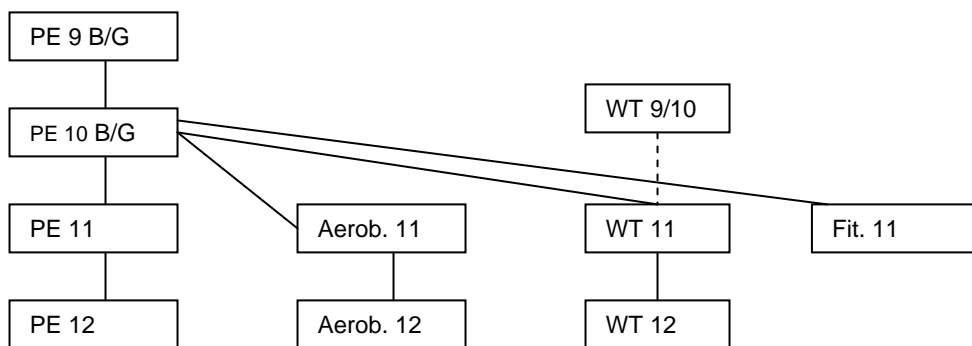 PE 9 B/G
WT 9/10
PE 10 B/G
PE 11
Aerob. 11
WT 11
Fit. 11
PE 12
Aerob. 12
WT 12